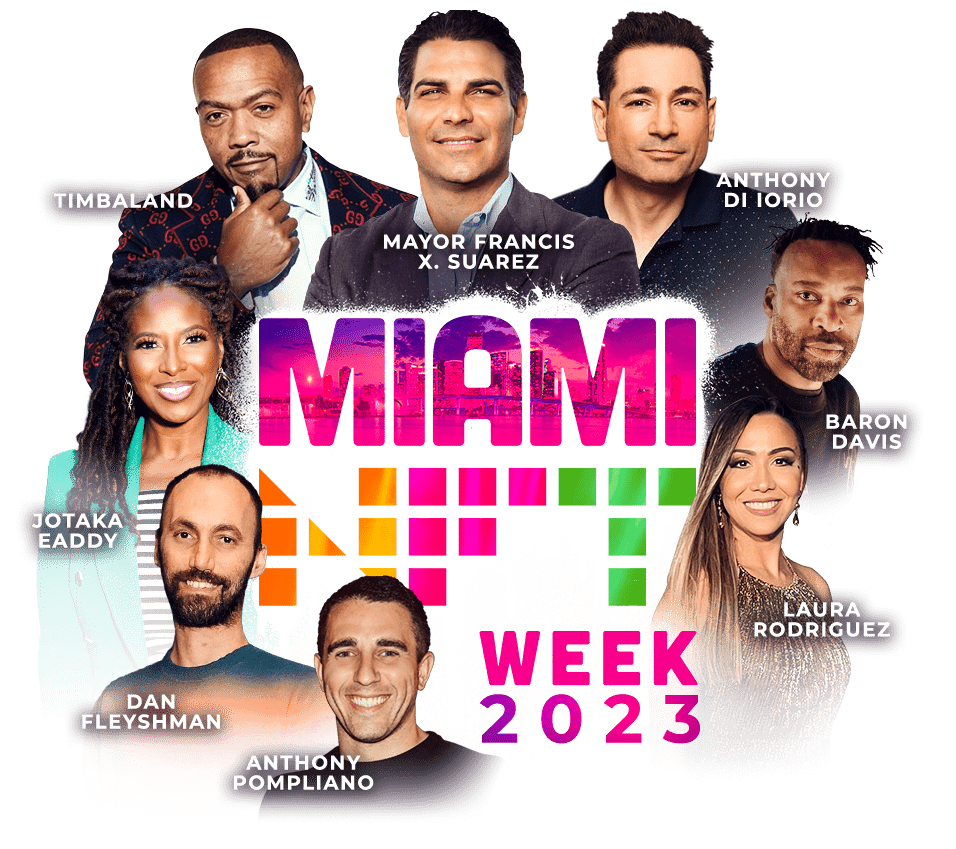 TIMBALAND
MAYOR FRANCIS
X. SUAREZ
ANTHONY
DI IORIO
MIAMI
NFT
WEEK
2023
BARON
DAVIS
JOTAKA
EADDY
LAURA
RODRIGUEZ
DAN
FLEYSHMAN
ANTHONY
POMPLIANO